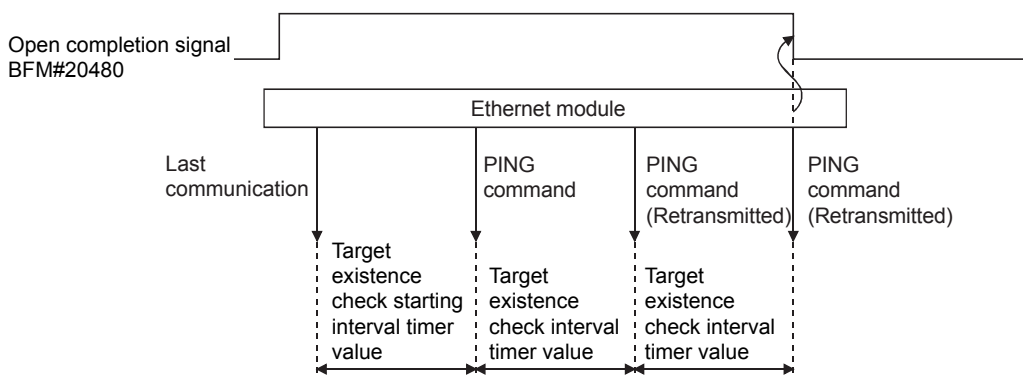 Open completion signal
BFM#20480
Ethernet module
Last
communication
PING
command
PING
command
(Retransmitted)
PING
command
(Retransmitted)
Target
existence
check starting
interval timer
value
Target
existence
check interval
timer value
Target
existence
check interval
timer value